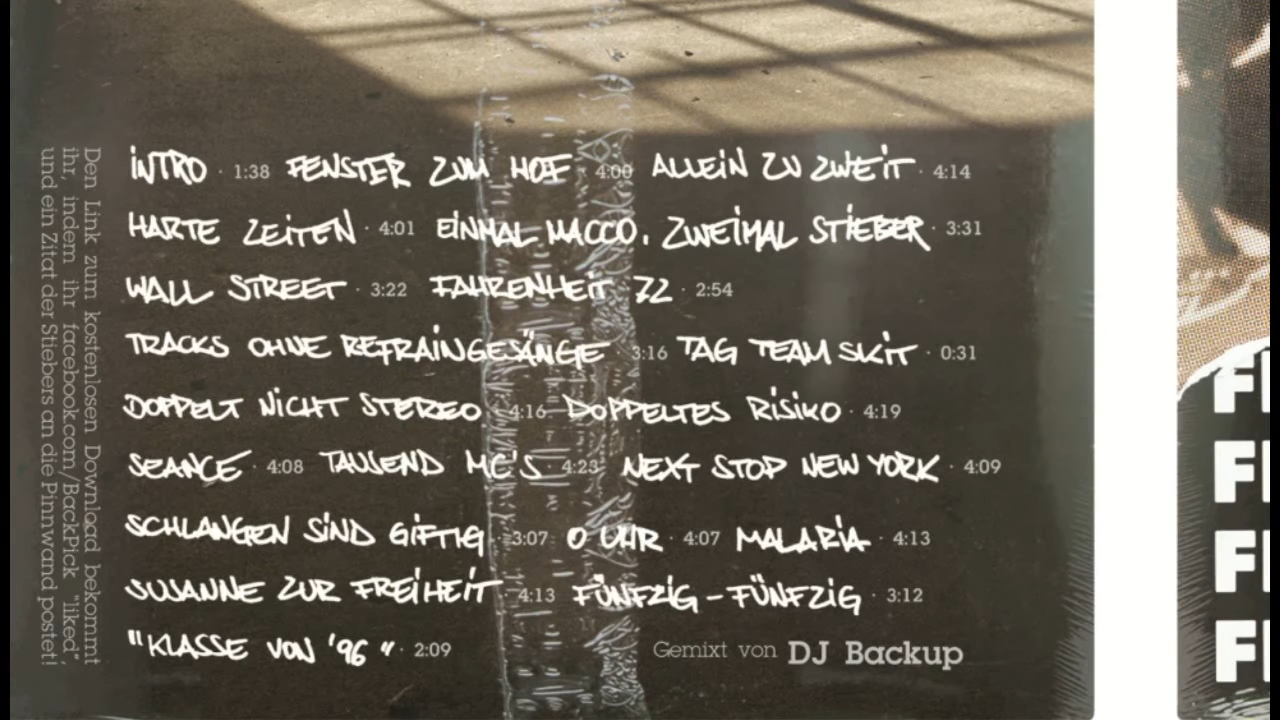 INTRO · 1:38 FENSTER ZUM HOF · 4:00 ALLEIN ZU ZWEIT · 4:14
HARTE ZEITEN · 4:01 EINMAL MACCO, ZWEIMAL STIEBER · 3:31
WALL STREET · 3:22 FAHRENHEIT 72 · 2:54
TRACKS OHNE REFRAINGESÄNGE · 3:16 TAG TEAM SKIT · 0:31
DOPPELT NICHT STEREO · 4:16 DOPPELTES RISIKO · 4:19
SEANCE · 4:08 TAUSEND MC'S · 4:23 NEXT STOP NEW YORK · 4:09
SCHLANGEN SIND GIFTIG · 3:07 0 UHR · 4:07 MALARIA · 4:13
SUSANNE ZUR FREIHEIT · 4:13 FÜNFZIG - FÜNFZIG · 3:12
"KLASSE VON '96" · 2:09
Gemixt von DJ Backup
Den Link zum kostenlosen Download bekommt
ihr, indem ihr facebook.com/BackPick "liked",
und ein Zitat der Stiebers an die Pinnwand postet!